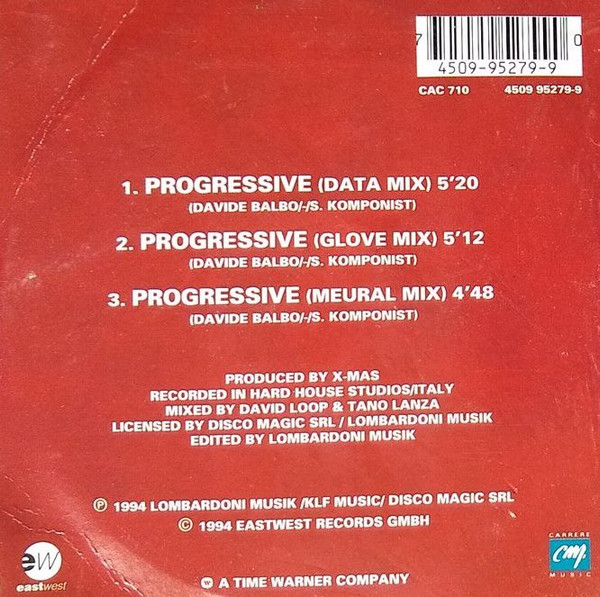 7 4509-95279-9 0
CAC 710 4509 95279-9
1. PROGRESSIVE (DATA MIX) 5'20
(DAVIDE BALBO/-/S. KOMPONIST)
2. PROGRESSIVE (GLOVE MIX) 5'12
(DAVIDE BALBO/-/S. KOMPONIST)
3. PROGRESSIVE (MEURAL MIX) 4'48
(DAVIDE BALBO/-/S. KOMPONIST)
PRODUCED BY X-MAS
RECORDED IN HARD HOUSE STUDIOS/ITALY
MIXED BY DAVID LOOP & TANO LANZA
LICENSED BY DISCO MAGIC SRL / LOMBARDONI MUSIK
EDITED BY LOMBARDONI MUSIK
℗ 1994 LOMBARDONI MUSIK /KLF MUSIC/ DISCO MAGIC SRL
© 1994 EASTWEST RECORDS GMBH
ew
eastwest
W A TIME WARNER COMPANY
CARRERE
cm.
MUSIC